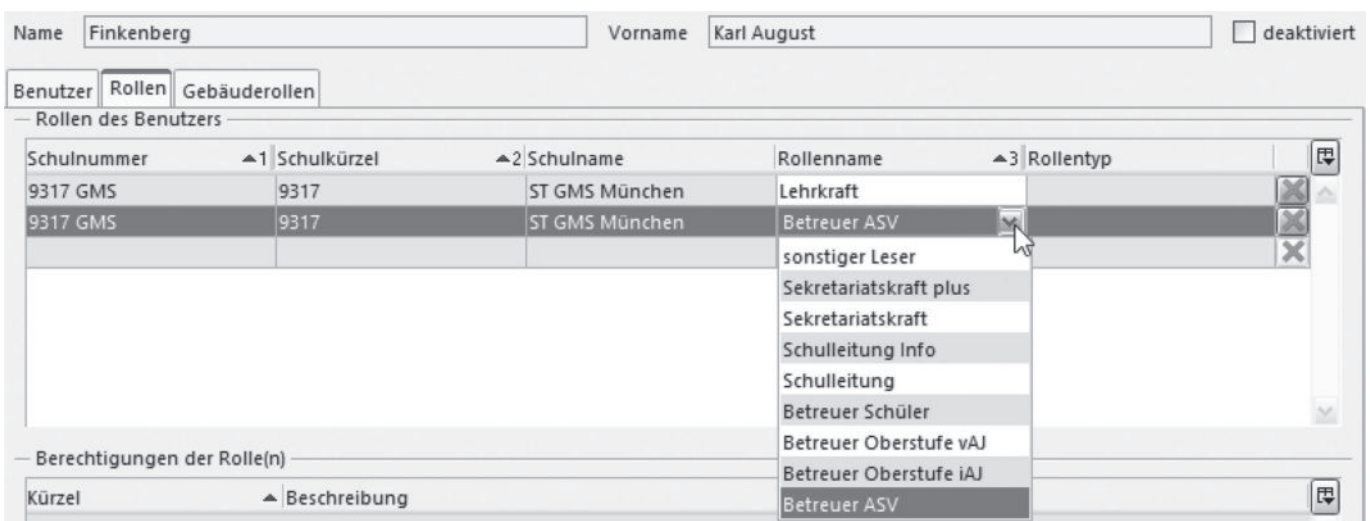 Name Finkenberg Vorname Karl August deaktiviert
Benutzer Rollen Gebäuderollen
Rollen des Benutzers
Schulnummer 1 Schulkürzel 2 Schulname Rollenname 3 Rollentyp
9317 GMS 9317 ST GMS München Lehrkraft
9317 GMS 9317 ST GMS München Betreuer ASV
sonstiger Leser
Sekretariatskraft plus
Sekretariatskraft
Schulleitung Info
Schulleitung
Betreuer Schüler
Betreuer Oberstufe vAJ
Berechtigungen der Rolle(n)
Betreuer Oberstufe iAJ
Kürzel Beschreibung
Betreuer ASV